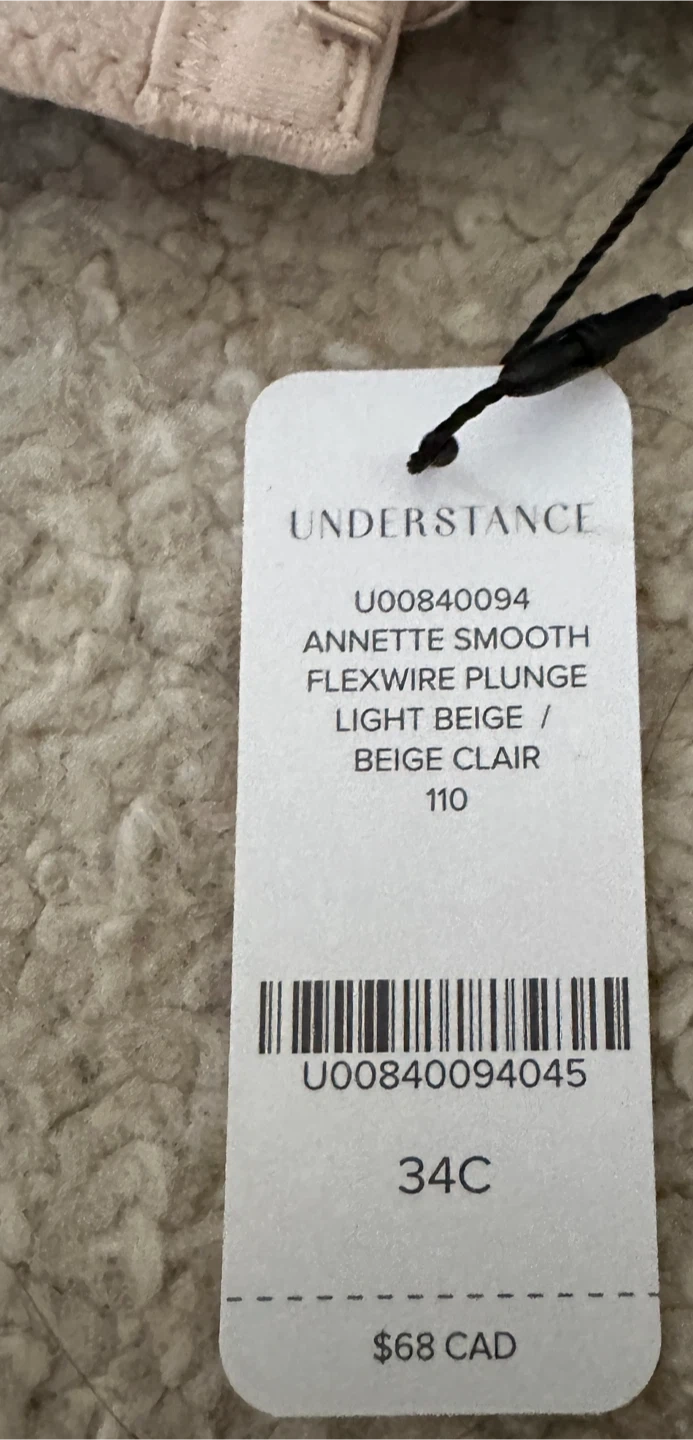 UNDERSTANCE
U00840094
ANNETTE SMOOTH
FLEXWIRE PLUNGE
LIGHT BEIGE /
BEIGE CLAIR
110
U00840094045
34C
$68 CAD